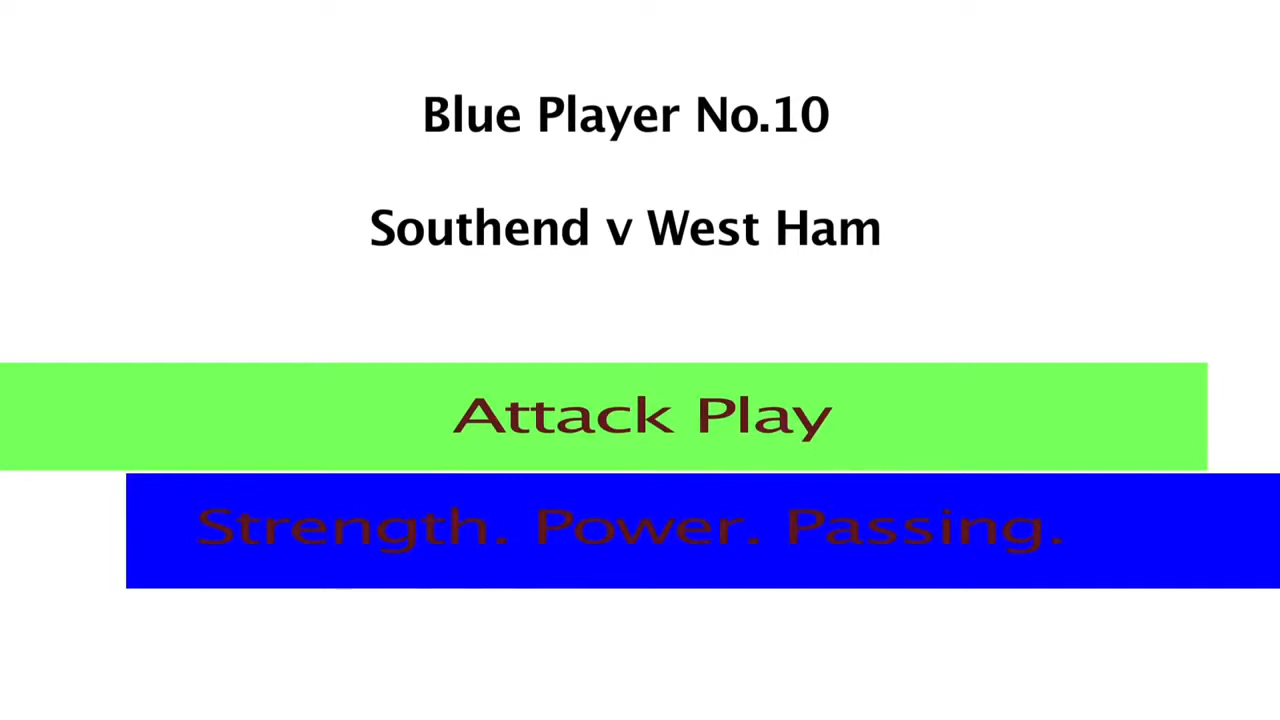 Blue Player No.10
Southend v West Ham
Attack Play
Strength. Power. Passing.